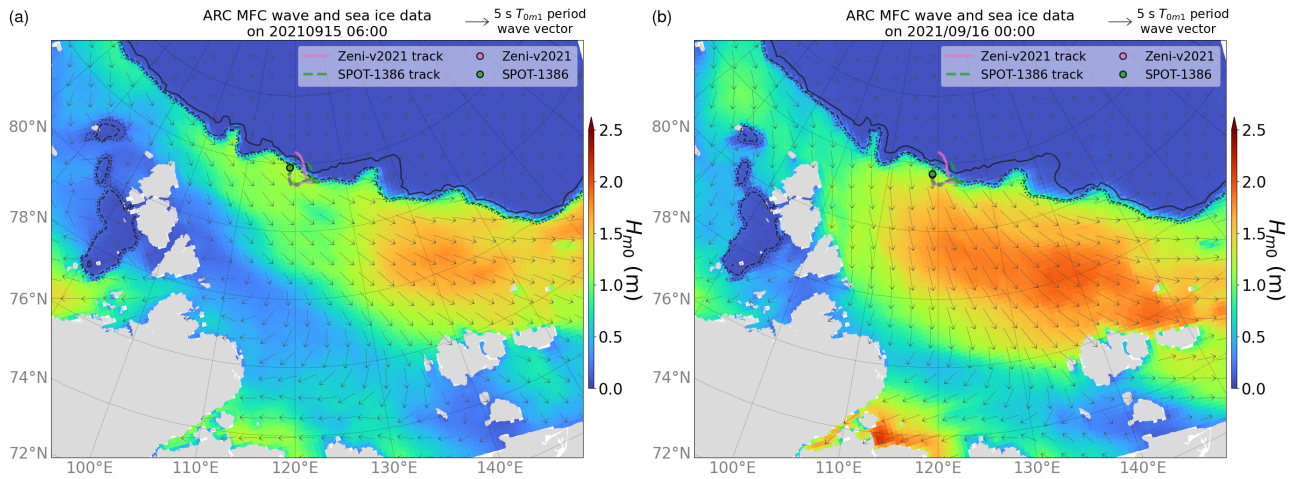 (a)
ARC MFC wave and sea ice data
on 20210915 06:00
5 s T0m1 period
wave vector
Zeni-v2021 track
Zeni-v2021
SPOT-1386 track
SPOT-1386
80°N
78°N
76°N
74°N
72°N
100°E
110°E
120°E
130°E
140°E
2.5
2.0
1.5
1.0
0.5
0.0
Hm0 (m)
(b)
ARC MFC wave and sea ice data
on 2021/09/16 00:00
5 s T0m1 period
wave vector
Zeni-v2021 track
Zeni-v2021
SPOT-1386 track
SPOT-1386
80°N
78°N
76°N
74°N
72°N
100°E
110°E
120°E
130°E
140°E
2.5
2.0
1.5
1.0
0.5
0.0
Hm0 (m)